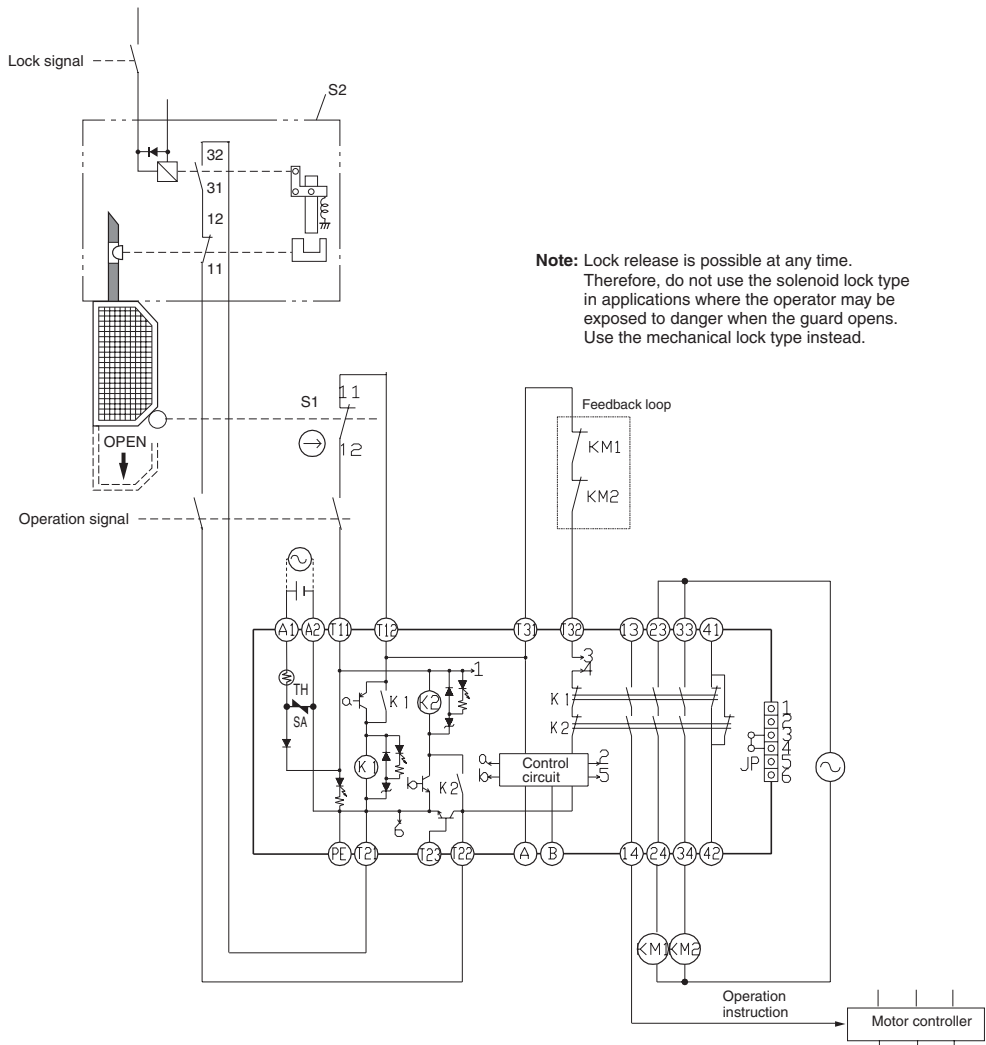 Lock signal
S2
32
31
12
11
Note: Lock release is possible at any time.
Therefore, do not use the solenoid lock type
in applications where the operator may be
exposed to danger when the guard opens.
Use the mechanical lock type instead.
S1
11
12
OPEN
Feedback loop
KM1
KM2
Operation signal
A1 A2 T11 T12 T31 T32 13 23 33 41
TH
SA
a
K1
K2
1
3
4
K1
K2
K1
b
K2
a
b
Control
circuit
2
5
6
JP
1
2
3
4
5
6
PE T21 T23 T22 A B 14 24 34 42
KM1 KM2
Operation
instruction
Motor controller